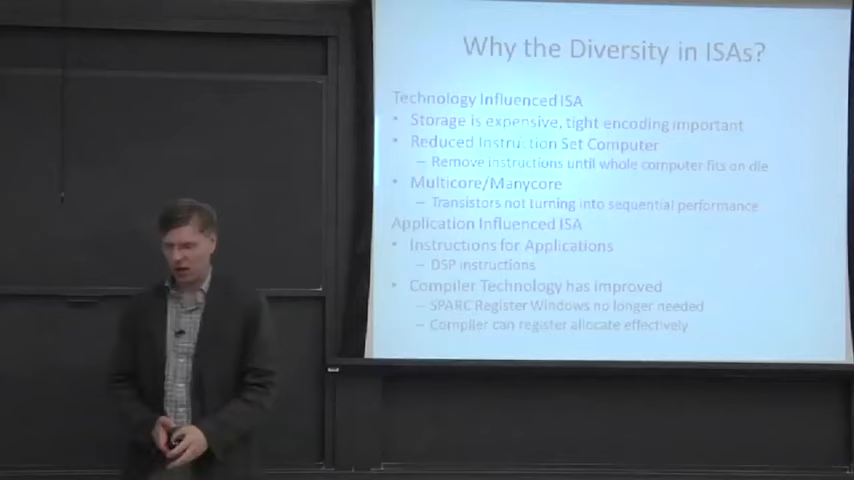 Why the Diversity in ISAs?
Technology Influenced ISA
• Storage is expensive, tight encoding important
• Reduced Instruction Set Computer
– Remove instructions until whole computer fits on die
• Multicore/Manycore
– Transistors not turning into sequential performance
Application Influenced ISA
• Instructions for Applications
– DSP instructions
• Compiler Technology has improved
– SPARC Register Windows no longer needed
– Compiler can register allocate effectively